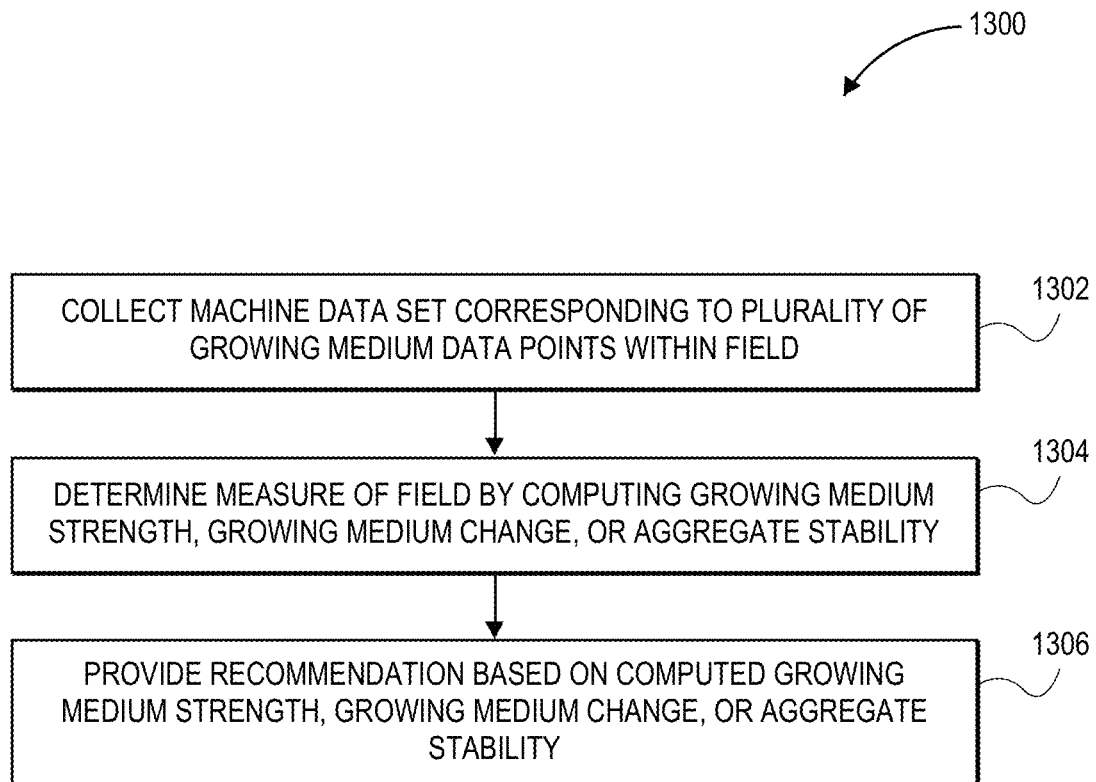 1300
COLLECT MACHINE DATA SET CORRESPONDING TO PLURALITY OF
GROWING MEDIUM DATA POINTS WITHIN FIELD
1302
DETERMINE MEASURE OF FIELD BY COMPUTING GROWING MEDIUM
STRENGTH, GROWING MEDIUM CHANGE, OR AGGREGATE STABILITY
1304
PROVIDE RECOMMENDATION BASED ON COMPUTED GROWING
MEDIUM STRENGTH, GROWING MEDIUM CHANGE, OR AGGREGATE
STABILITY
1306